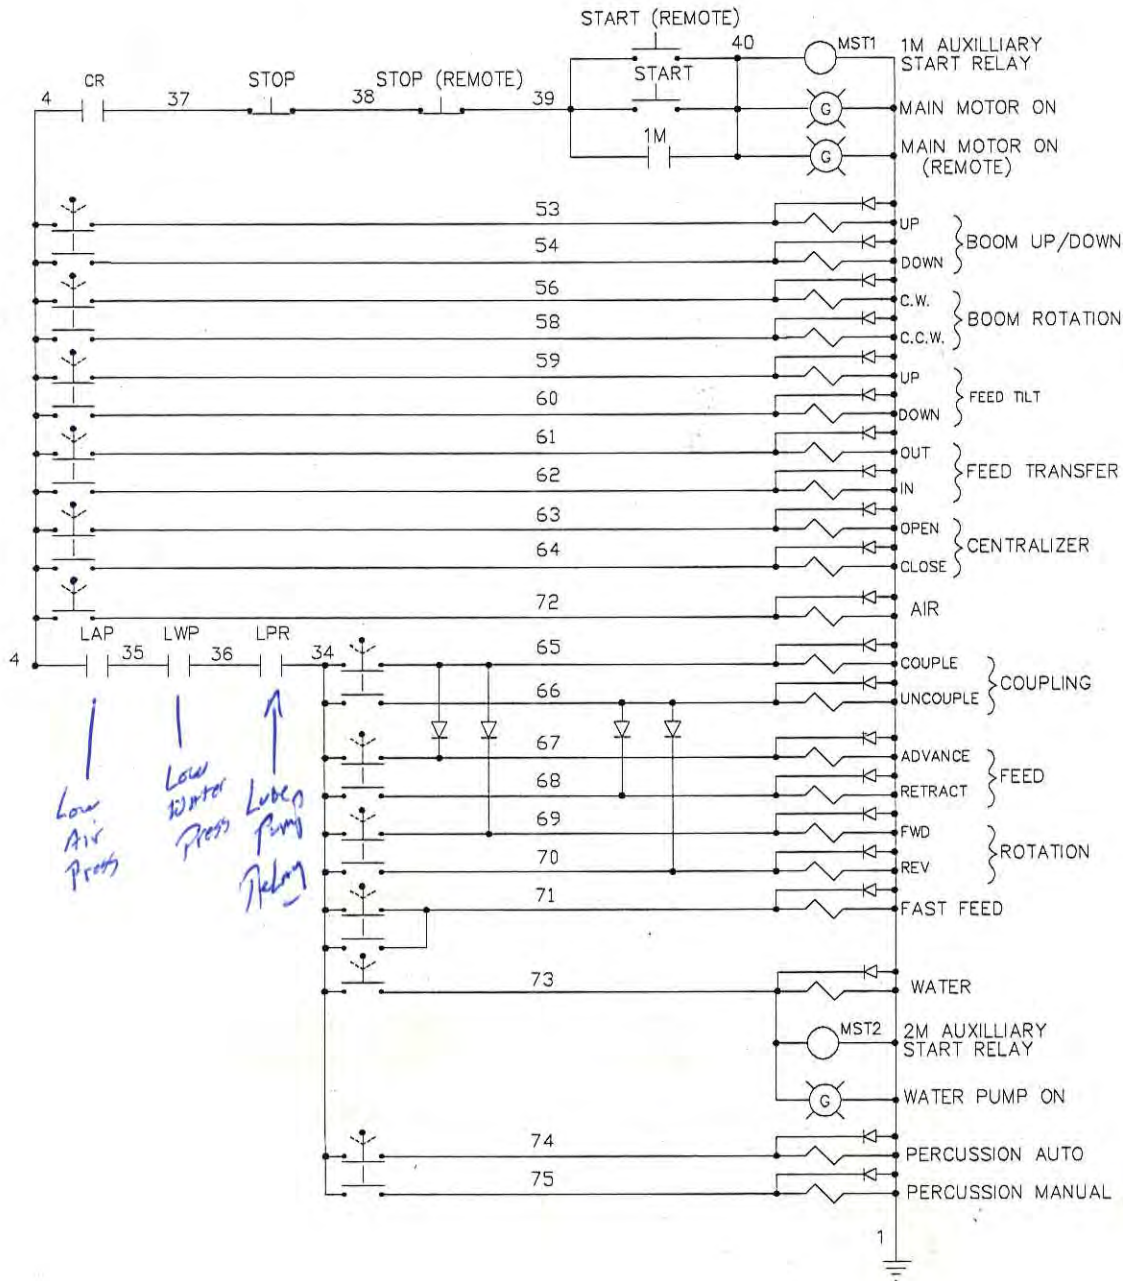 START (REMOTE)
40
MST1
1M AUXILLIARY
START RELAY
4
CR
37
STOP
38
STOP (REMOTE)
39
START
G
MAIN MOTOR ON
1M
G
MAIN MOTOR ON
(REMOTE)
53
UP
BOOM UP/DOWN
54
DOWN
56
C.W.
BOOM ROTATION
58
C.C.W.
59
UP
FEED TILT
60
DOWN
61
OUT
FEED TRANSFER
62
IN
63
OPEN
CENTRALIZER
64
CLOSE
72
AIR
4
LAP
35
LWP
36
LPR
34
65
COUPLE
COUPLING
66
UNCOUPLE
67
ADVANCE
FEED
68
RETRACT
69
FWD
ROTATION
70
REV
71
FAST FEED
73
WATER
MST2
2M AUXILLIARY
START RELAY
G
WATER PUMP ON
74
PERCUSSION AUTO
75
PERCUSSION MANUAL
1
Low
Air
Press
Low
Water
Press
Lube
Pump
Relay